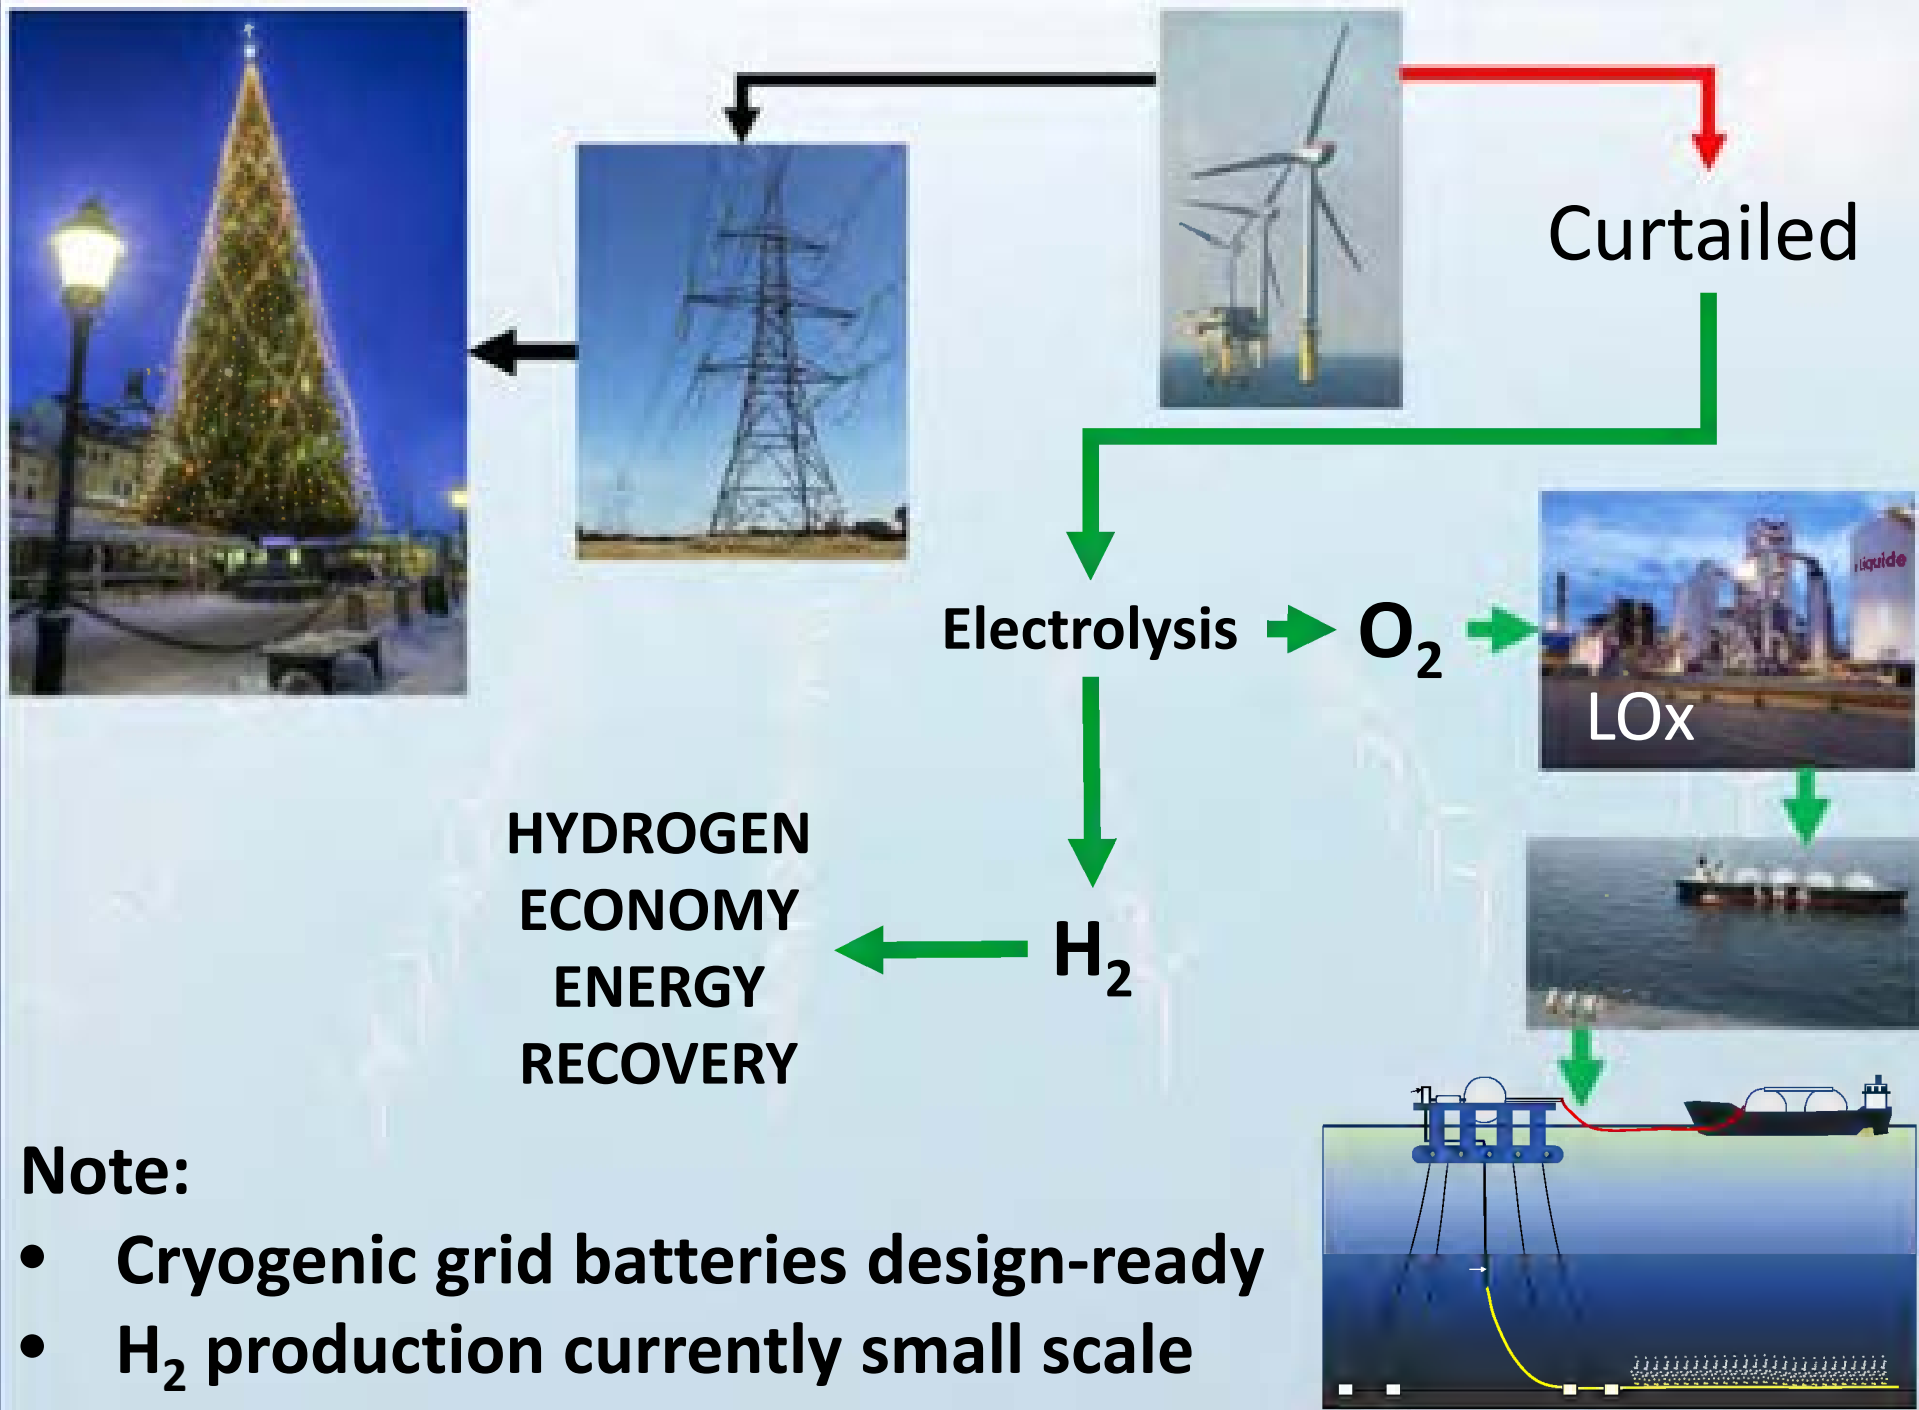 Curtailed
Liquide
Electrolysis
O₂
LOx
HYDROGEN
ECONOMY
ENERGY
RECOVERY
H₂
Note:
• Cryogenic grid batteries design-ready
• H₂ production currently small scale